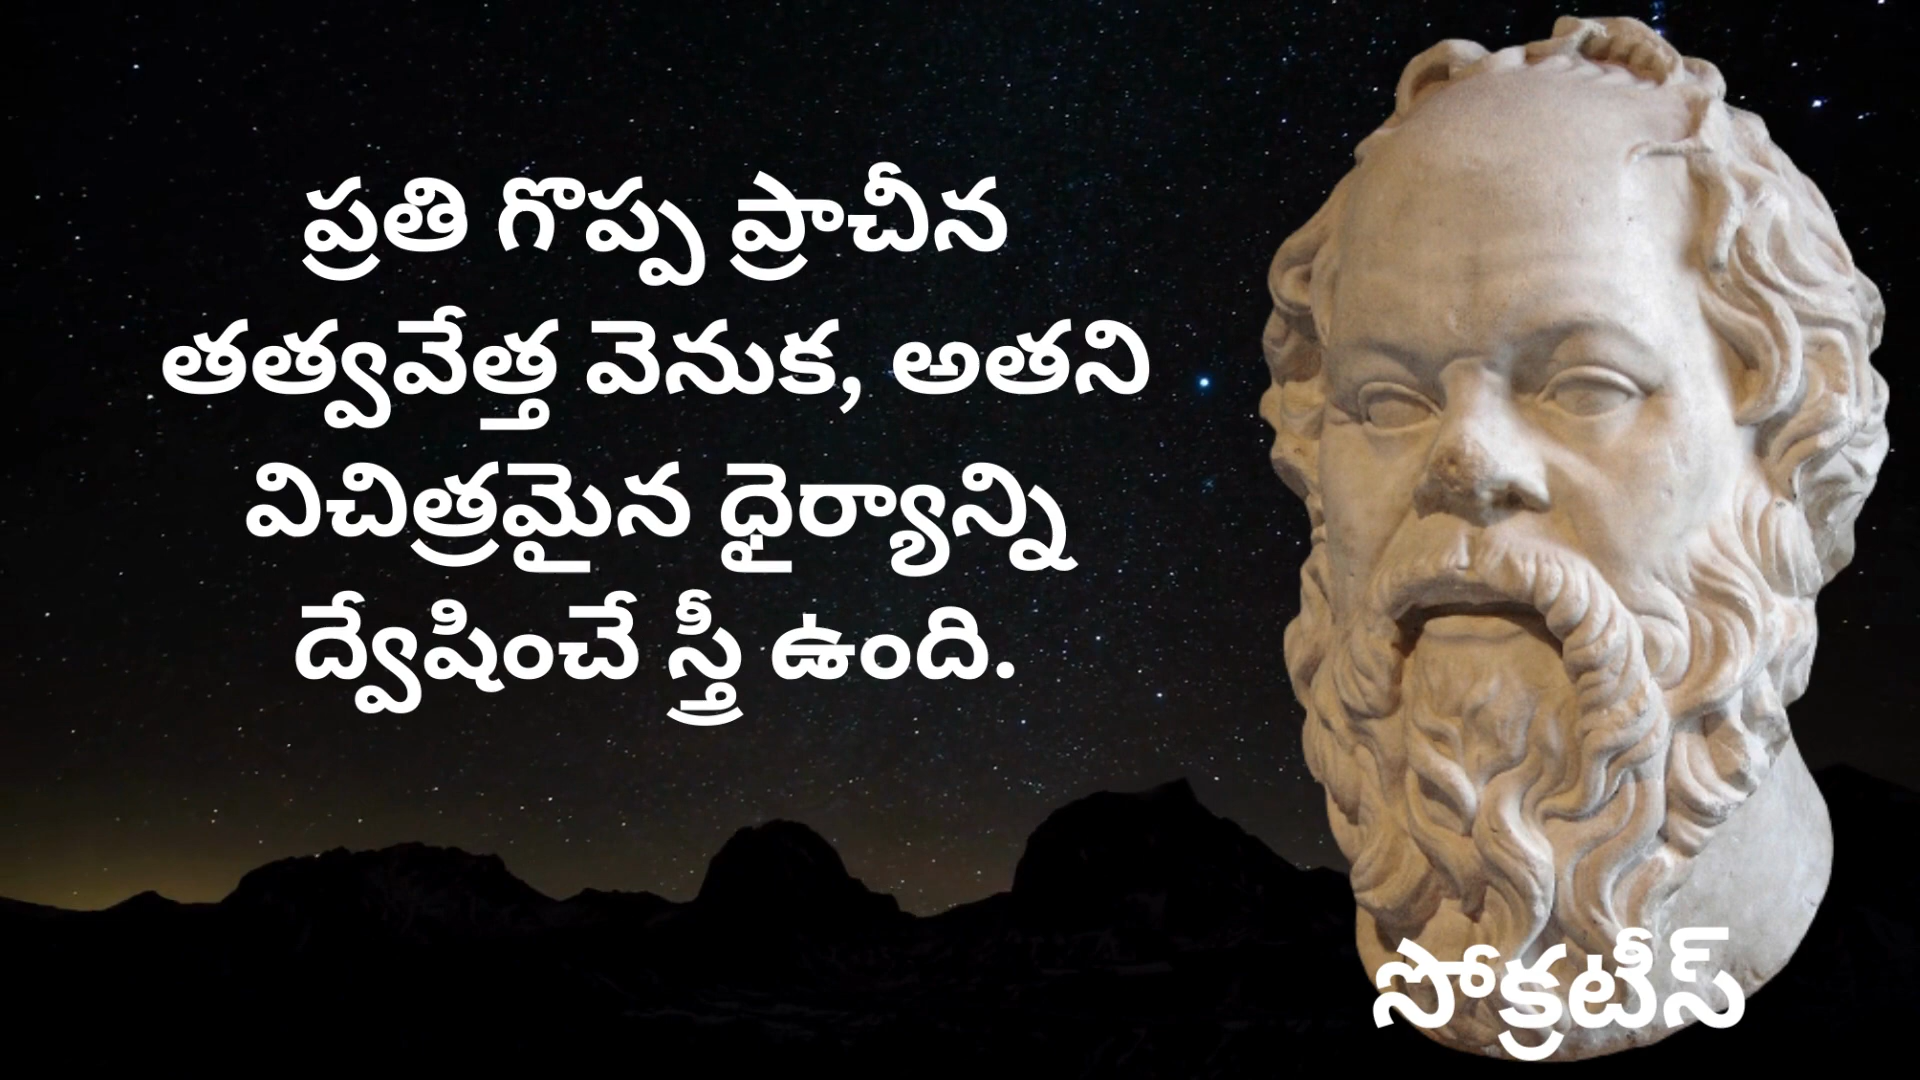 ప్రతి గొప్ప ప్రాచీన
తత్వవేత్త వెనుక, అతని
విచిత్రమైన ధైర్యాన్ని
ద్వేషించే స్త్రీ ఉంది.
సోక్రటీస్